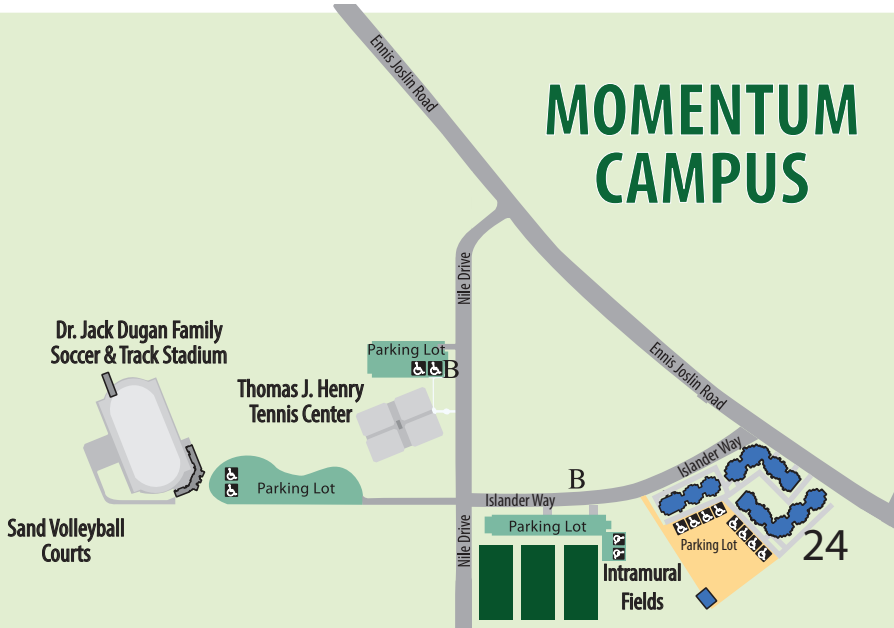 Ennis Joslin Road
MOMENTUM
CAMPUS
Nile Drive
Dr. Jack Dugan Family
Soccer & Track Stadium
Parking Lot
B
Ennis Joslin Road
Thomas J. Henry
Tennis Center
Islander Way
B
Parking Lot
Islander Way
Sand Volleyball
Courts
Nile Drive
Parking Lot
Parking Lot
24
Intramural
Fields